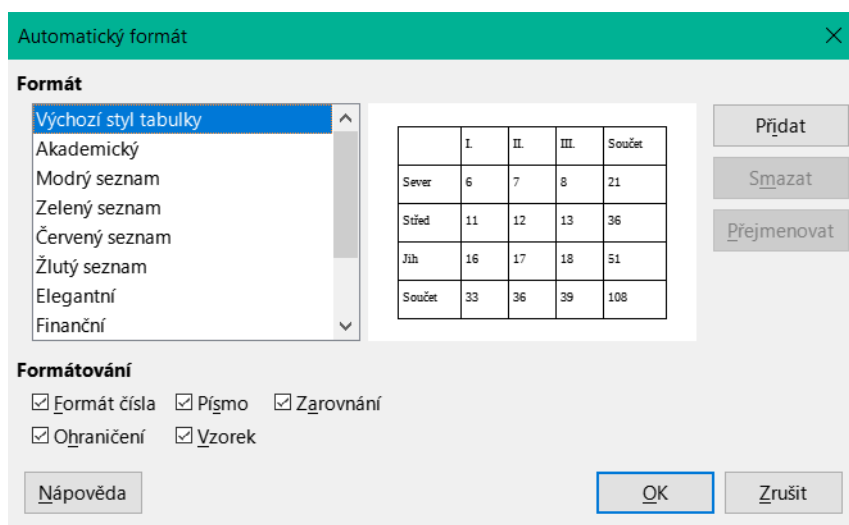 Automatický formát
Formát
Výchozí styl tabulky
Akademický
Modrý seznam
Zelený seznam
Červený seznam
Žlutý seznam
Elegantní
Finanční
I. II. III. Součet
Sever 6 7 8 21
Střed 11 12 13 36
Jih 16 17 18 51
Součet 33 36 39 108
Přidat
Smazat
Přejmenovat
Formátování
Formát čísla Písmo Zarovnání
Ohraničení Vzorek
Nápověda OK Zrušit